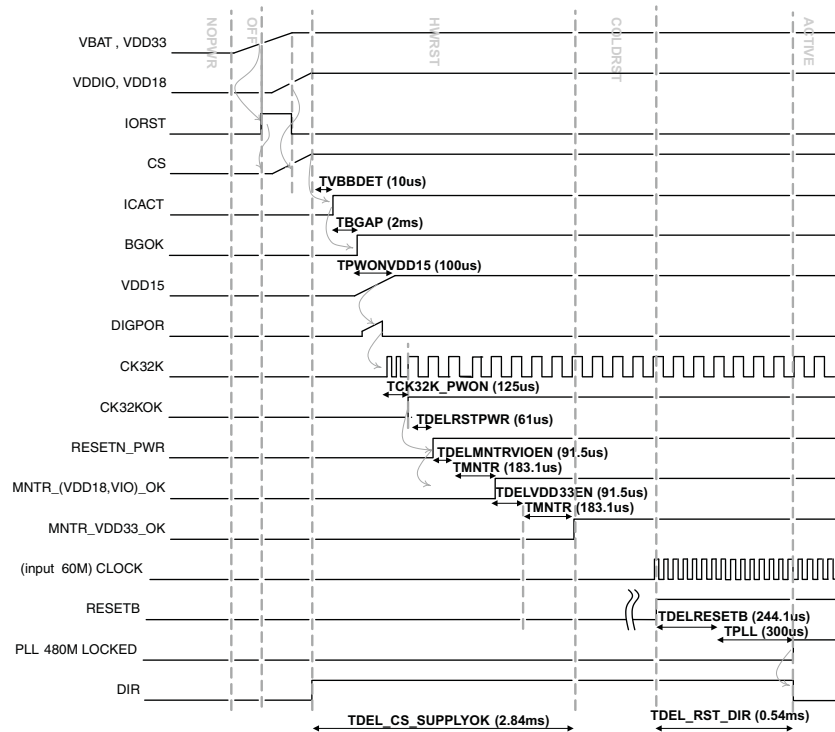 NOPWR
OFF
HWRST
COLDRST
ACTIVE
VBAT , VDD33
VDDIO, VDD18
IORST
CS
TVBBDET (10us)
ICACT
TBGAP (2ms)
BGOK
TPWONVDD15 (100us)
VDD15
DIGPOR
CK32K
TCK32K_PWON (125us)
CK32KOK
TDELRSTPWR (61us)
RESETN_PWR
TDELMNTRVIOEN (91.5us)
TMNTR (183.1us)
MNTR_(VDD18,VIO)_OK
TDELVDD33EN (91.5us)
TMNTR (183.1us)
MNTR_VDD33_OK
(input 60M) CLOCK
RESETB
TDELRESETB (244.1us)
TPLL (300us)
PLL 480M LOCKED
DIR
TDEL_CS_SUPPLYOK (2.84ms)
TDEL_RST_DIR (0.54ms)